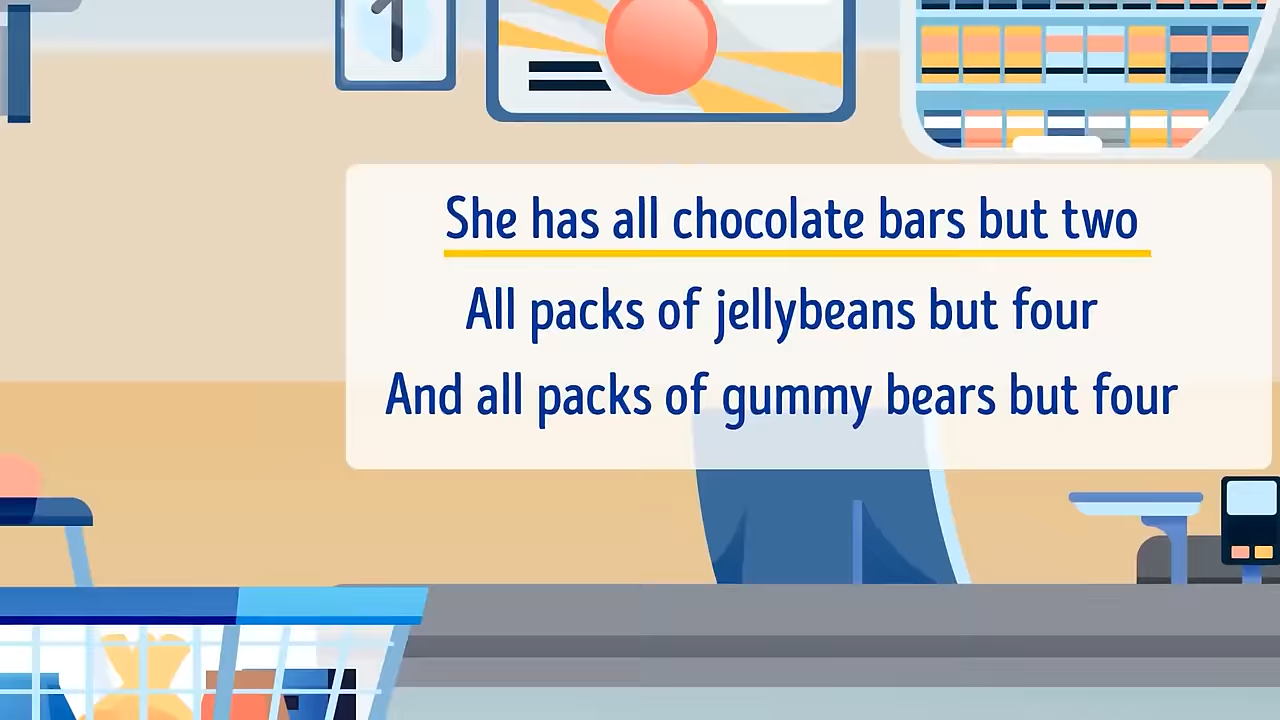 1
She has all chocolate bars but two
All packs of jellybeans but four
And all packs of gummy bears but four